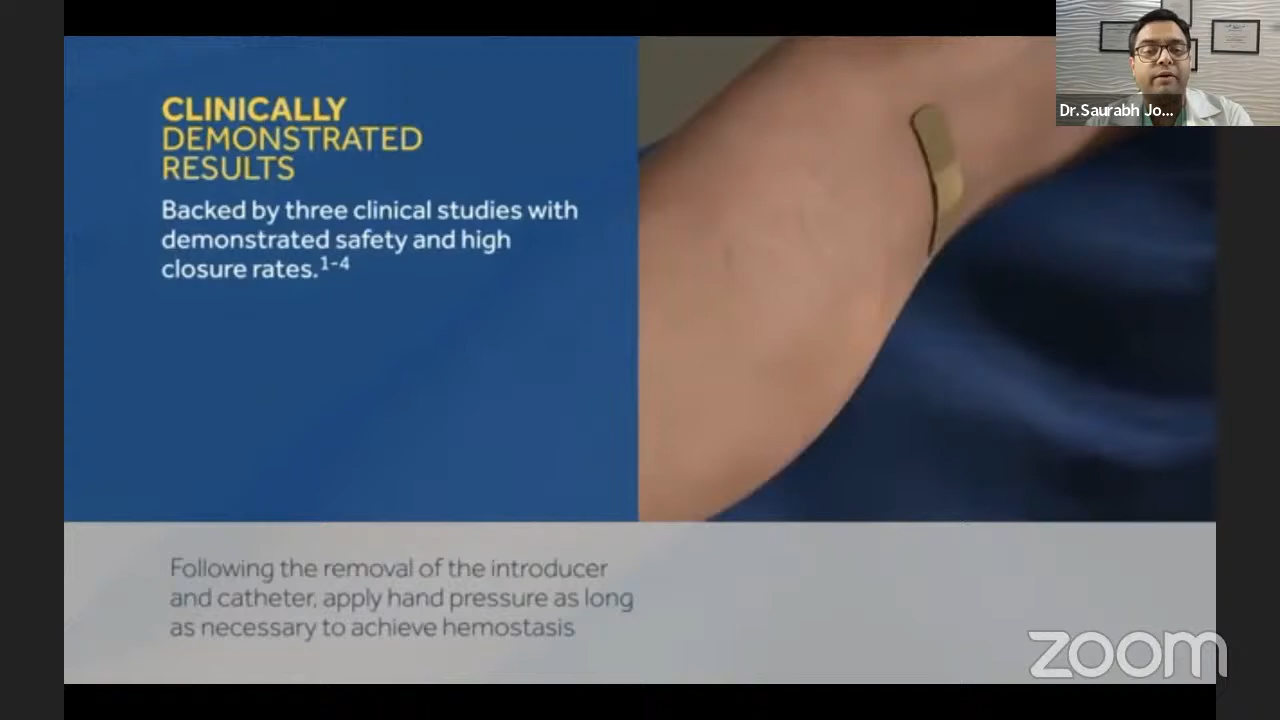 CLINICALLY
DEMONSTRATED
RESULTS
Backed by three clinical studies with
demonstrated safety and high
closure rates.1-4
Dr.Saurabh Jo...
Following the removal of the introducer
and catheter, apply hand pressure as long
as necessary to achieve hemostasis
zoom